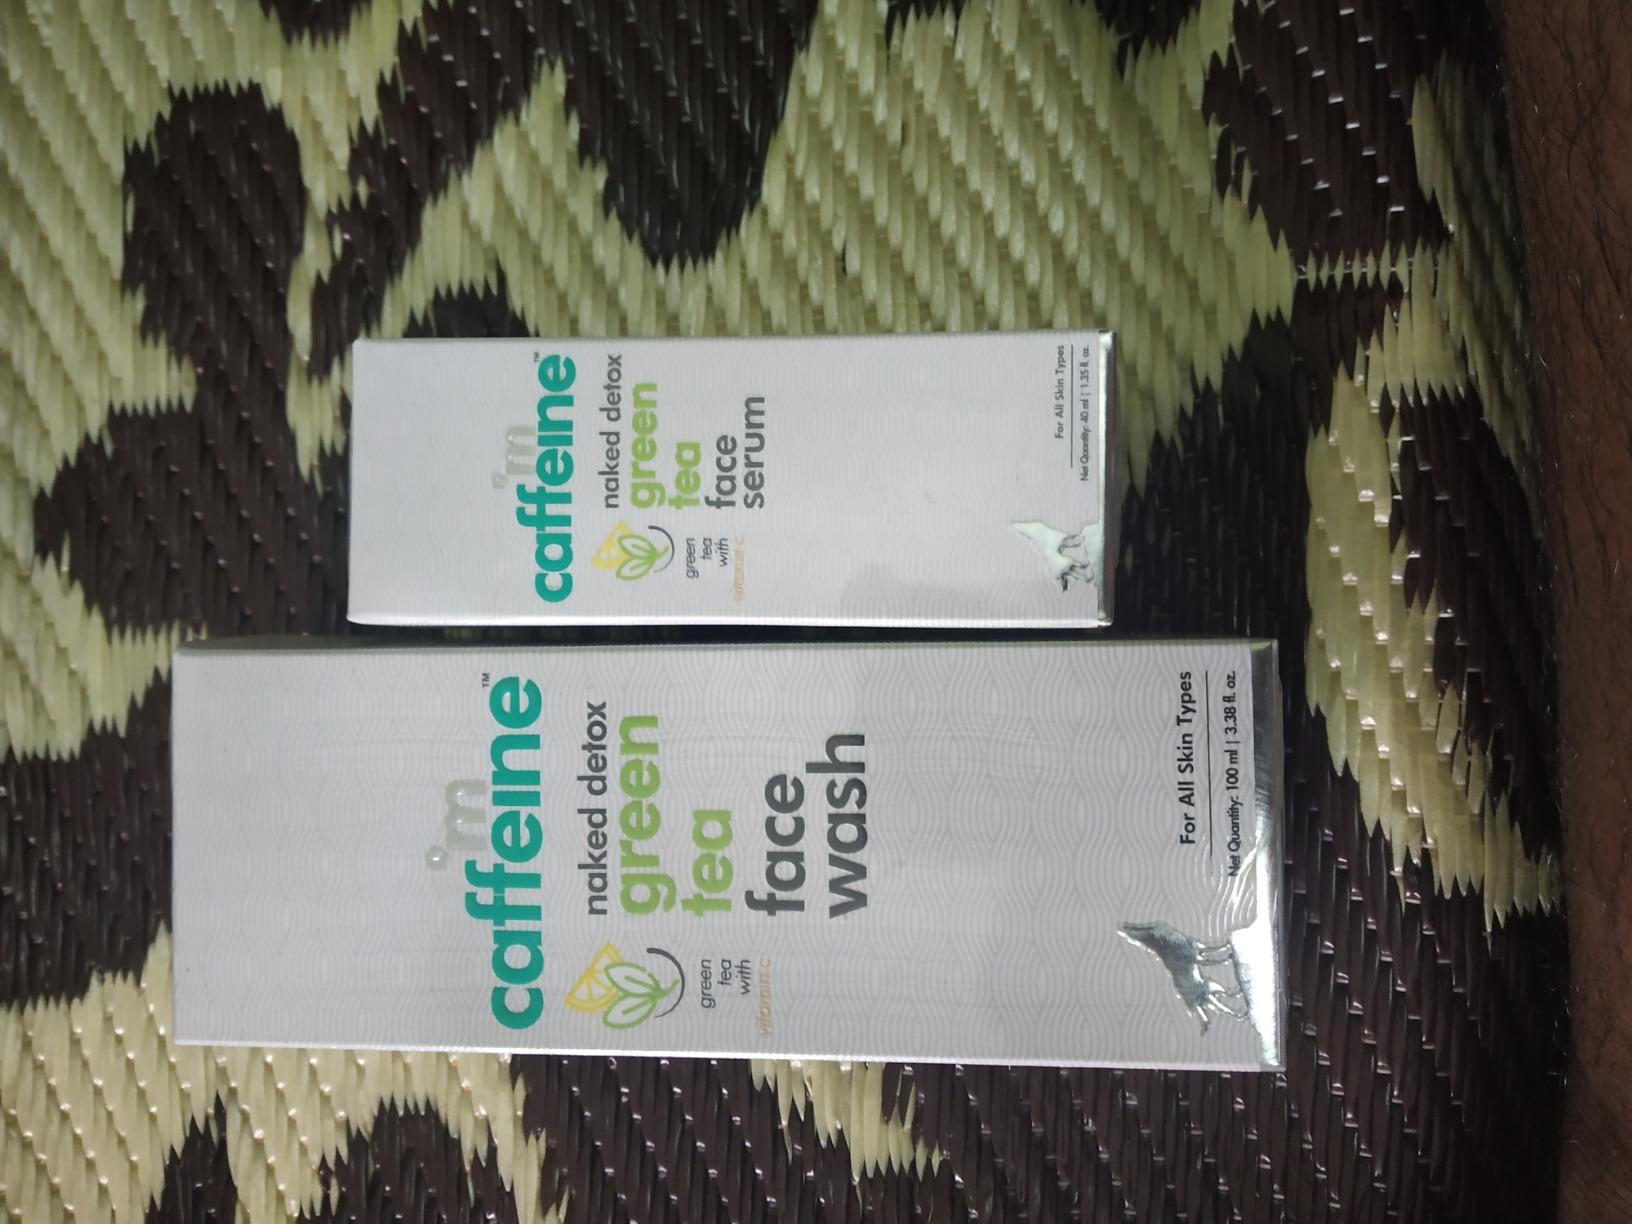 i'm
caffeine™
naked detox
green
tea
face
serum
green
tea
with
vitamin c
For All Skin Types
Net Quantity: 40 ml | 1.35 fl. oz.
i'm
caffeine™
naked detox
green
tea
face
wash
green
tea
with
vitamin c
For All Skin Types
Net Quantity: 100 ml | 3.38 fl. oz.